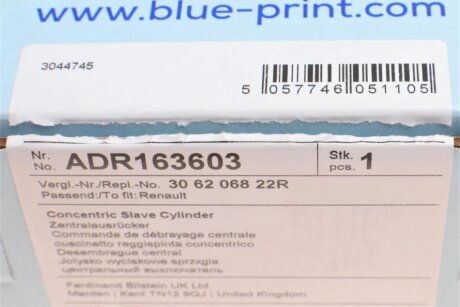 www.blue-print.com
3044745
5 057746 051105
Nr. No. ADR163603 Stk. pcs. 1
Vergl.-Nr./Repl.-No. 30 62 068 22R
Passend:/To fit: Renault
Concentric Slave Cylinder
Zentralausrücker
Commande de débrayage centrale
cuscinetto reggispinta concentrico
Desembrague central
Łożysko wyciskowe sprzęgła
центральный выключатель
Ferdinand Bilstein UK Ltd
Marden | Kent TN12 9QJ | United Kingdom